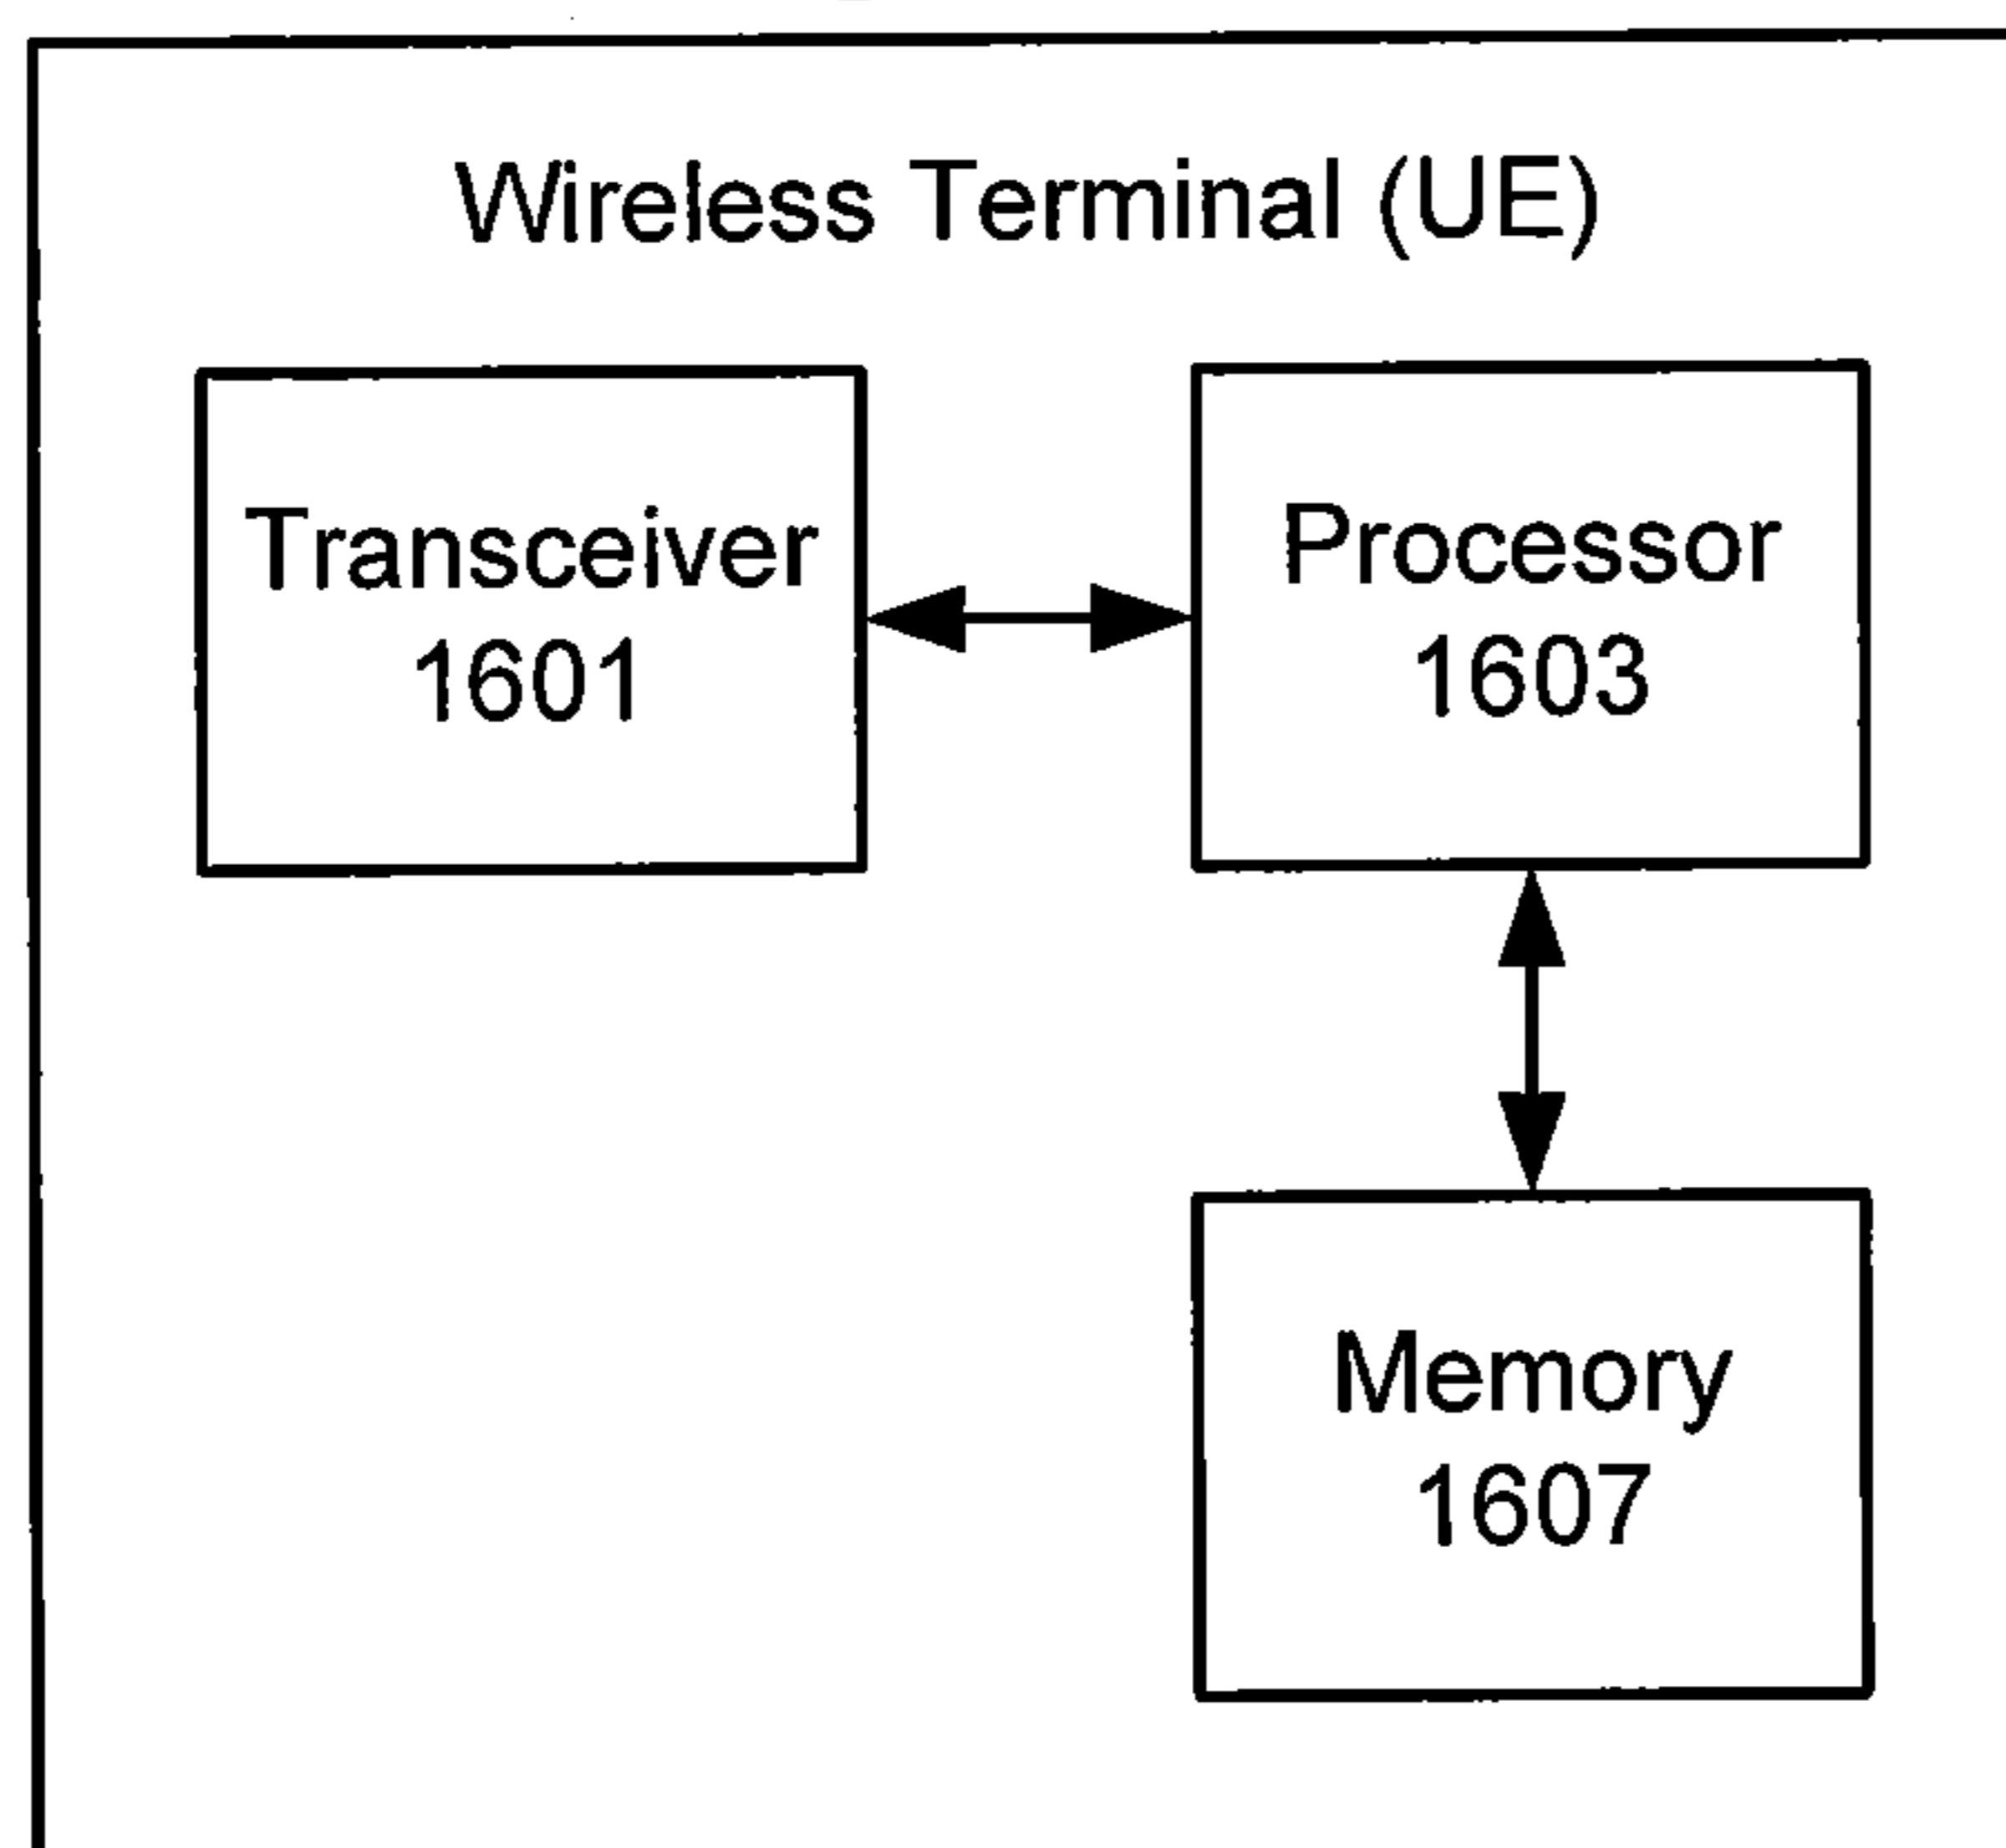 Wireless Terminal (UE)
Transceiver
1601
Processor
1603
Memory
1607